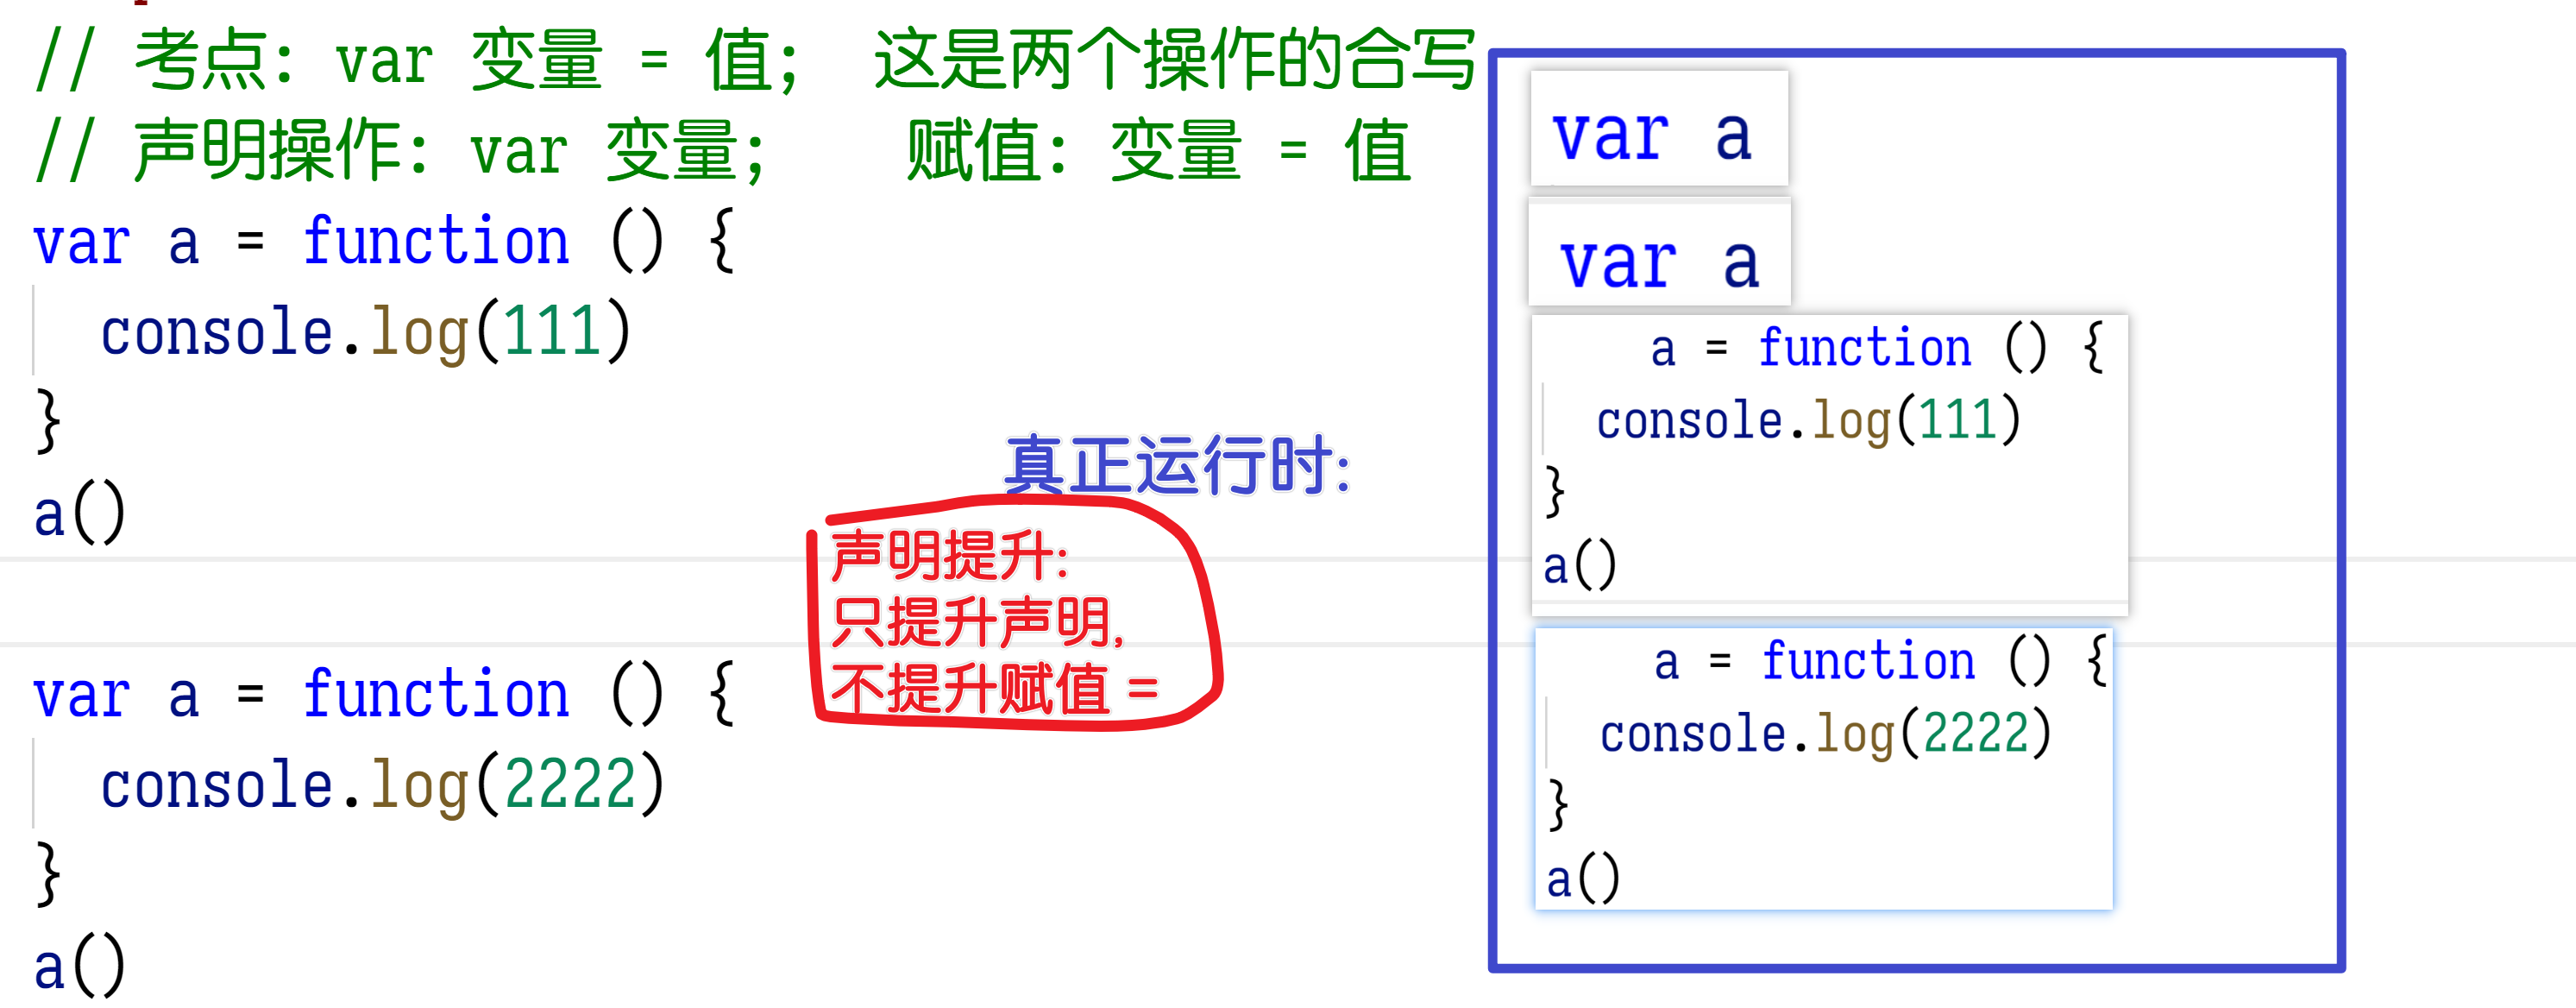 // 考点: var 变量 = 值;  这是两个操作的合写
// 声明操作: var 变量;    赋值: 变量 = 值
var a = function () {
  console.log(111)
}
a()
var a = function () {
  console.log(2222)
}
a()
真正运行时:
声明提升:
只提升声明,
不提升赋值 =
var a
var a
a = function () {
  console.log(111)
}
a()
a = function () {
  console.log(2222)
}
a()